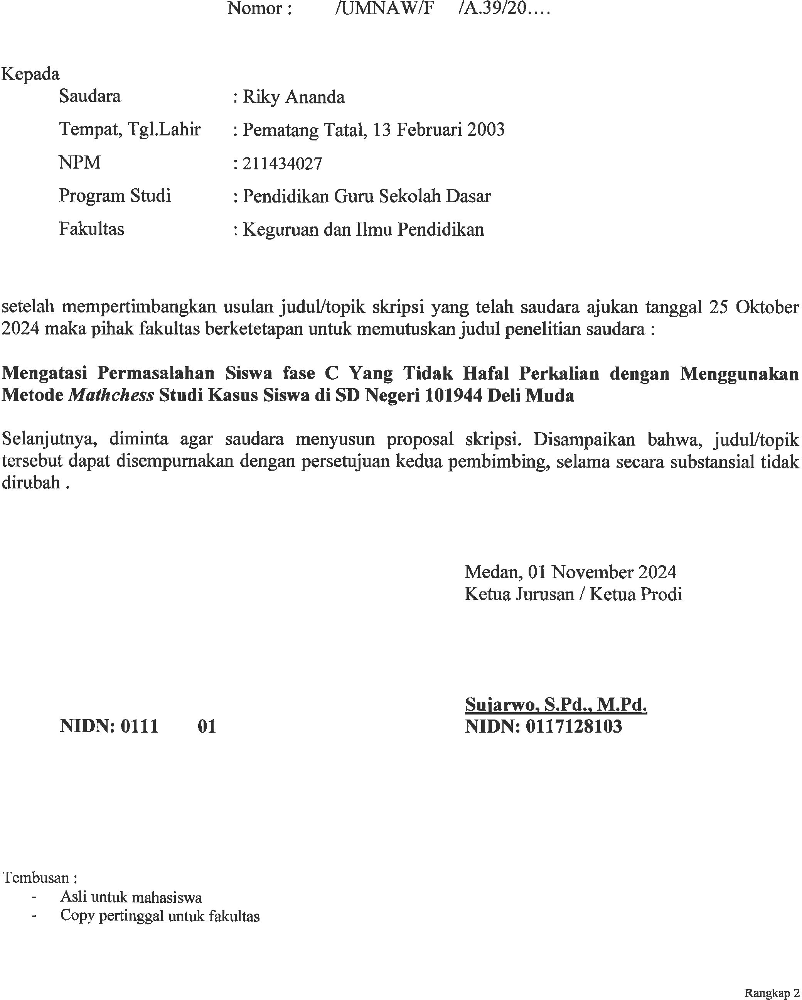 Nomor : /UMNAW/F /A.39/20....
Kepada
Saudara : Riky Ananda
Tempat, Tgl.Lahir : Pematang Tatal, 13 Februari 2003
NPM : 211434027
Program Studi : Pendidikan Guru Sekolah Dasar
Fakultas : Keguruan dan Ilmu Pendidikan
setelah mempertimbangkan usulan judul/topik skripsi yang telah saudara ajukan tanggal 25 Oktober
2024 maka pihak fakultas berketetapan untuk memutuskan judul penelitian saudara :
Mengatasi Permasalahan Siswa fase C Yang Tidak Hafal Perkalian dengan Menggunakan
Metode Mathchess Studi Kasus Siswa di SD Negeri 101944 Deli Muda
Selanjutnya, diminta agar saudara menyusun proposal skripsi. Disampaikan bahwa, judul/topik
tersebut dapat disempurnakan dengan persetujuan kedua pembimbing, selama secara substansial tidak
dirubah .
Medan, 01 November 2024
Ketua Jurusan / Ketua Prodi
Sujarwo, S.Pd., M.Pd.
NIDN: 0111 01 NIDN: 0117128103
Tembusan :
- Asli untuk mahasiswa
- Copy pertinggal untuk fakultas
Rangkap 2